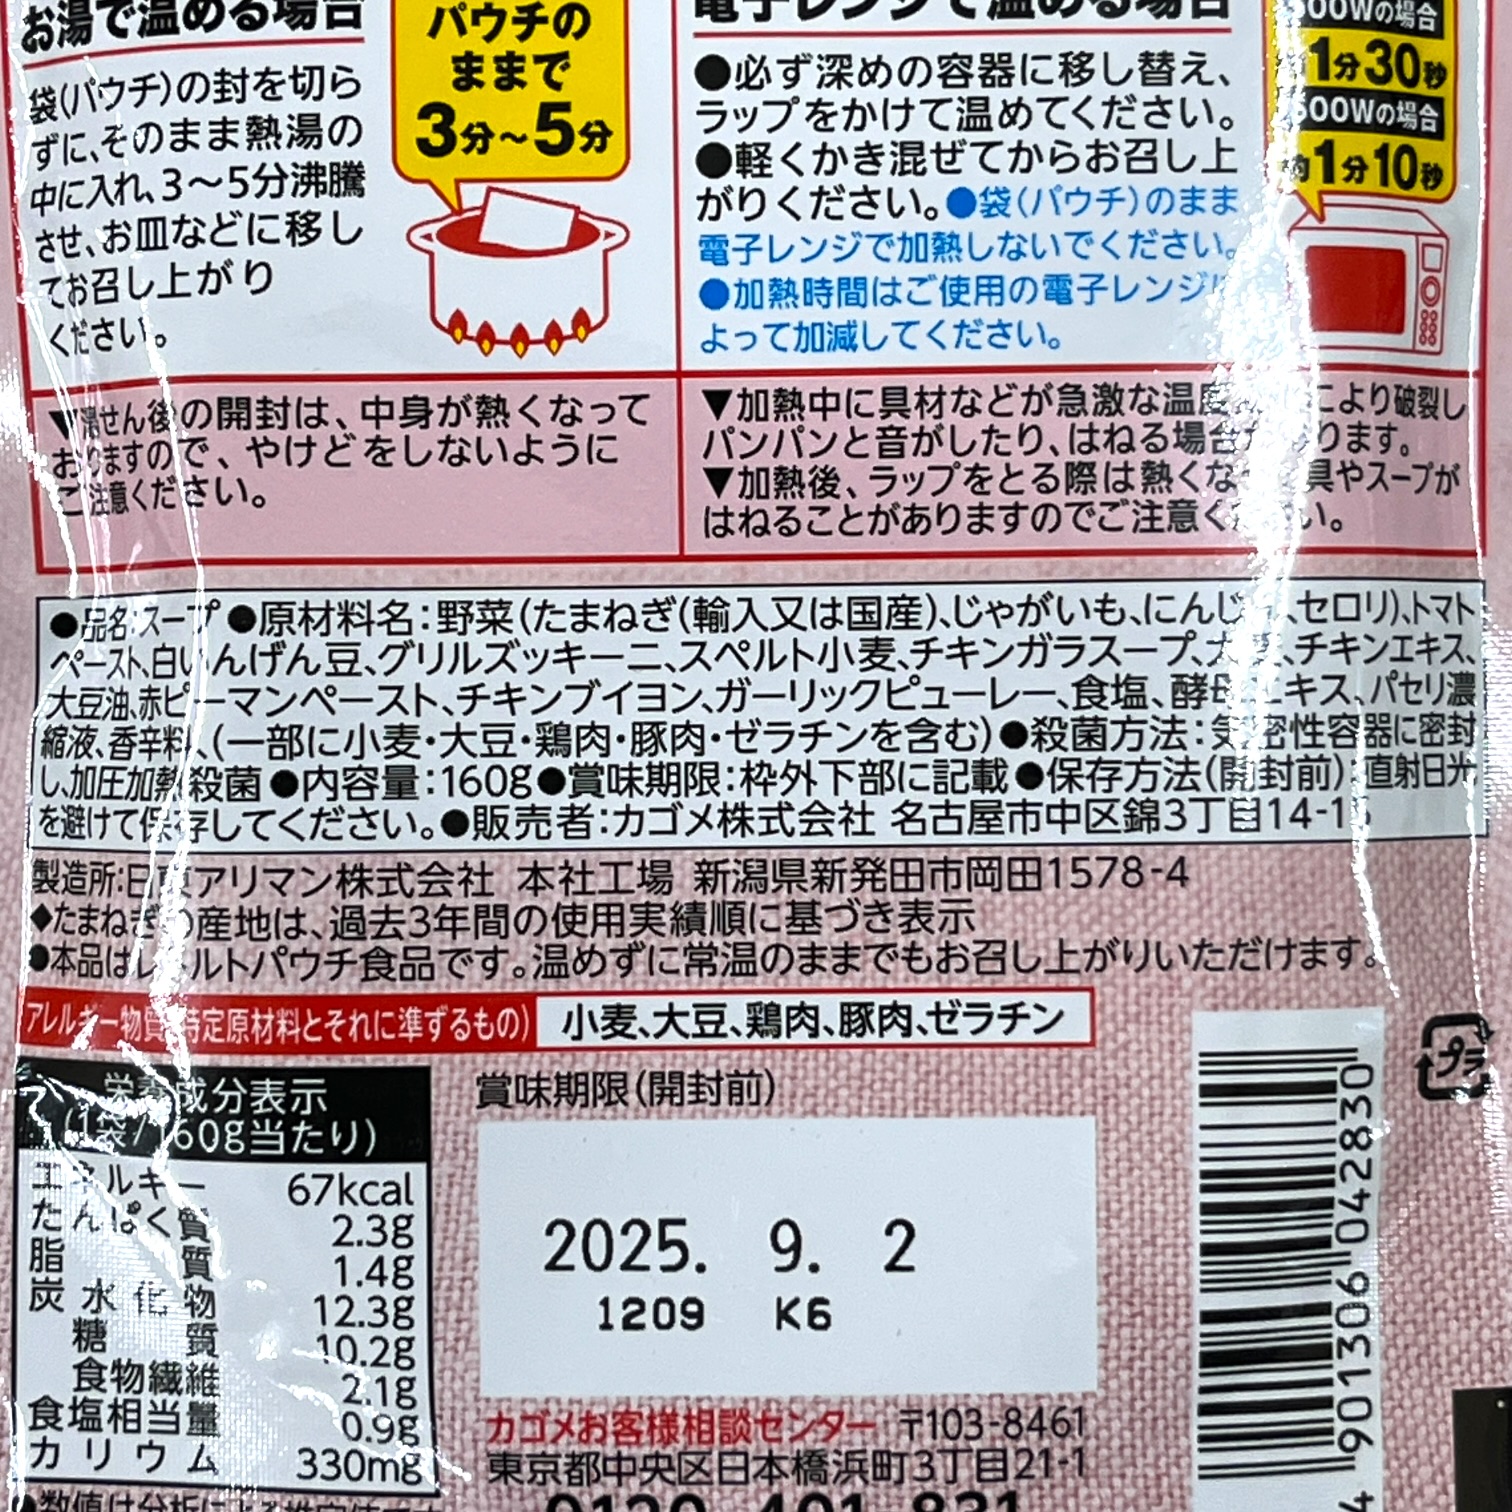 お湯で温める場合
袋(パウチ)の封を切ら
ずに、そのまま熱湯の
中に入れ、3〜5分沸騰
させ、お皿などに移し
てお召し上がり
ください。
パウチの
ままで
3分〜5分
電子レンジで温める場合
●必ず深めの容器に移し替え、
ラップをかけて温めてください。
●軽くかき混ぜてからお召し上
がりください。●袋(パウチ)のまま
電子レンジで加熱しないでください。
●加熱時間はご使用の電子レンジに
よって加減してください。
00Wの場合
1分30秒
00Wの場合
約1分10秒
▼湯せん後の開封は、中身が熱くなって
おりますので、やけどをしないように
ご注意ください。
▼加熱中に具材などが急激な温度 により破裂し
パンパンと音がしたり、はねる場合があります。
▼加熱後、ラップをとる際は熱くな 具やスープが
はねることがありますのでご注意ください。
●品名:スープ●原材料名:野菜(たまねぎ(輸入又は国産)、じゃがいも、にんじん、セロリ)、トマト
ペースト、白いんげん豆、グリルズッキーニ、スペルト小麦、チキンガラスープ、大麦、チキンエキス、
大豆油、赤ピーマンペースト、チキンブイヨン、ガーリックピューレー、食塩、酵母エキス、パセリ濃
縮液、香辛料、(一部に小麦・大豆・鶏肉・豚肉・ゼラチンを含む)●殺菌方法:気密性容器に密封
し、加圧加熱殺菌●内容量:160g●賞味期限:枠外下部に記載●保存方法(開封前):直射日光
を避けて保存してください。●販売者:カゴメ株式会社 名古屋市中区錦3丁目14-15
製造所:日東アリマン株式会社 本社工場 新潟県新発田市岡田1578-4
◆たまねぎの産地は、過去3年間の使用実績順に基づき表示
●本品はレトルトパウチ食品です。温めずに常温のままでもお召し上がりいただけます。
アレルギー物質(特定原材料とそれに準ずるもの) 小麦、大豆、鶏肉、豚肉、ゼラチン
栄養成分表示
(1袋/160g当たり)
エネルギー 67kcal
たんぱく質 2.3g
脂質 1.4g
炭水化物 12.3g
糖質 10.2g
食物繊維 2.1g
食塩相当量 0.9g
カリウム 330mg
賞味期限(開封前)
2025. 9. 2
1209 K6
カゴメお客様相談センター 〒103-8461
東京都中央区日本橋浜町3丁目21-1
0120-401-831
プラ
901306 042830